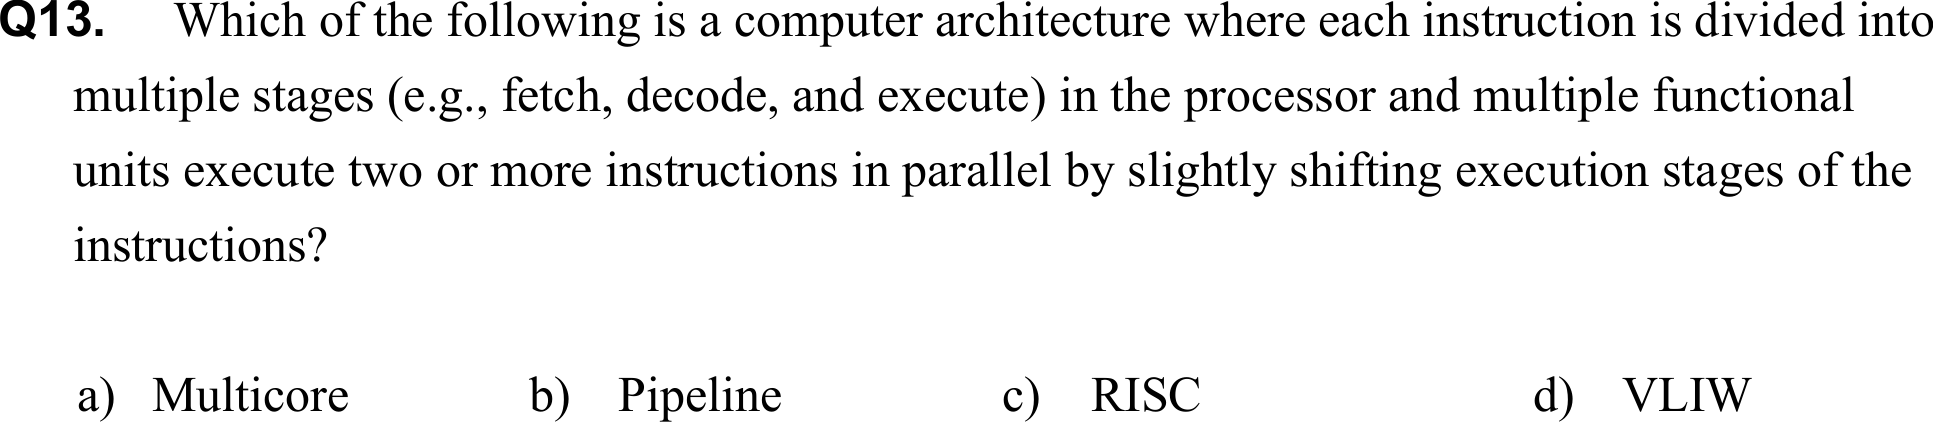 Q13. Which of the following is a computer architecture where each instruction is divided into
multiple stages (e.g., fetch, decode, and execute) in the processor and multiple functional
units execute two or more instructions in parallel by slightly shifting execution stages of the
instructions?
a) Multicore b) Pipeline c) RISC d) VLIW